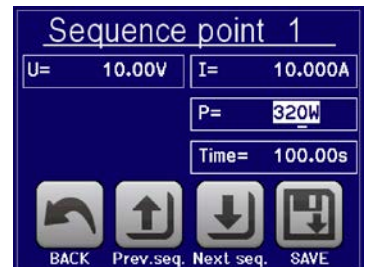 Sequence point 1
U= 10.00V I= 10.000A
P= 320W
Time= 100.00s
BACK Prev.seq. Next seq. SAVE